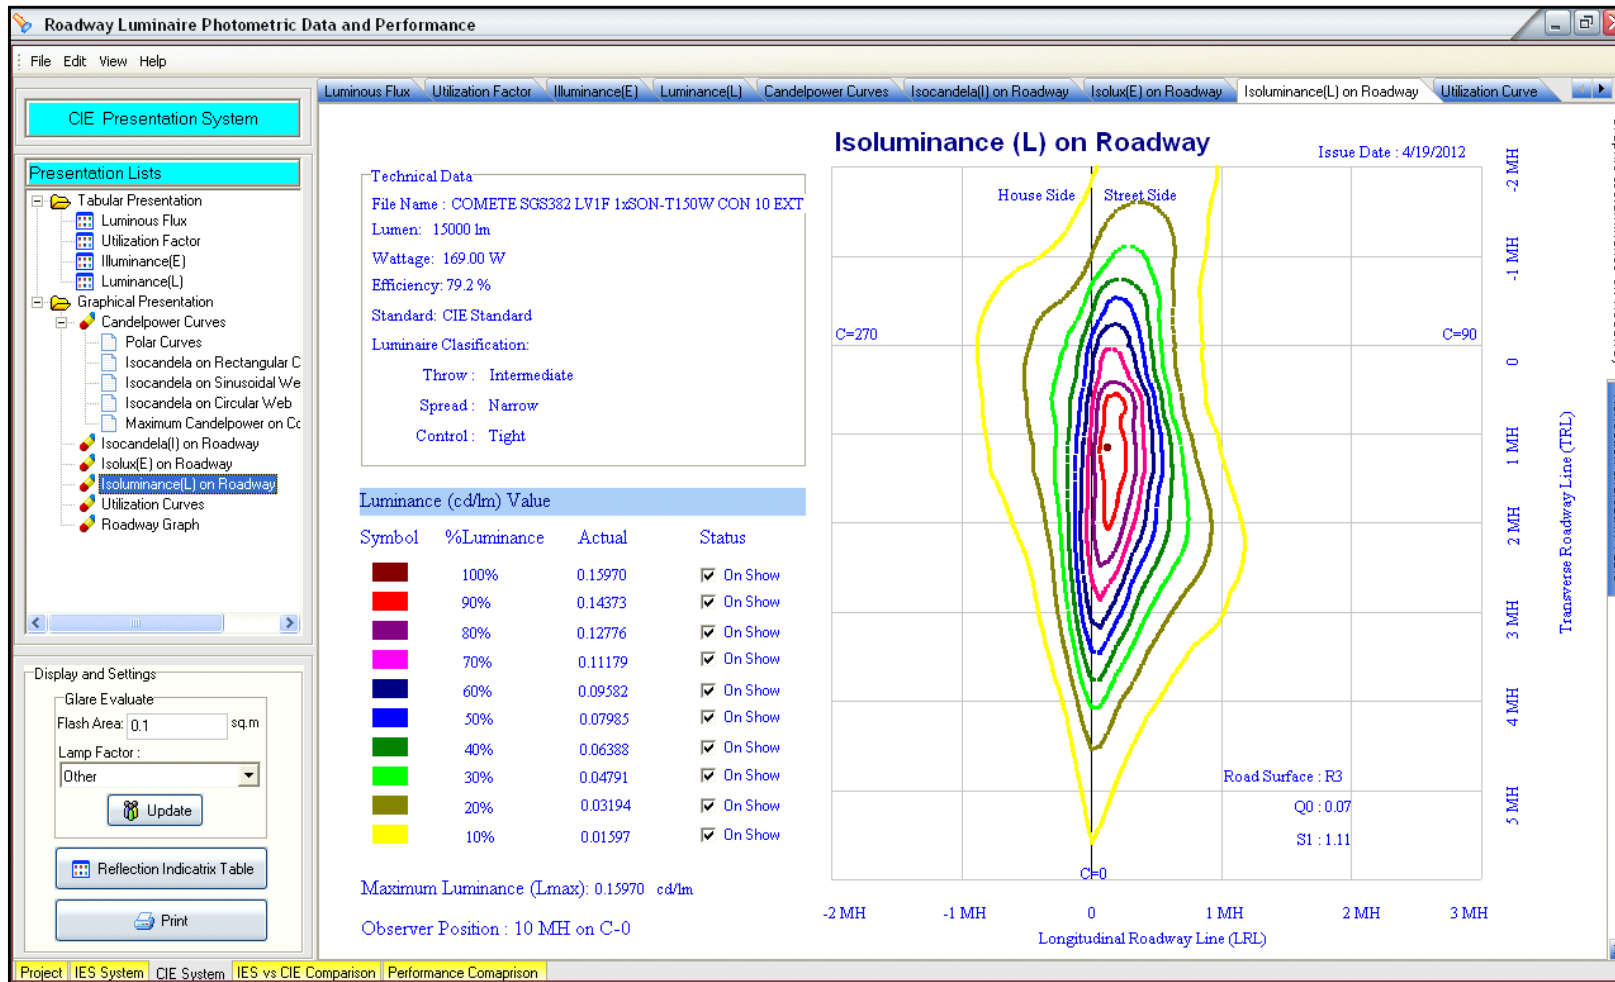 Roadway Luminaire Photometric Data and Performance
File Edit View Help
CIE Presentation System
Presentation Lists
Tabular Presentation
Luminous Flux
Utilization Factor
Illuminance(E)
Luminance(L)
Graphical Presentation
Candelpower Curves
Polar Curves
Isocandela on Rectangular C
Isocandela on Sinusoidal We
Isocandela on Circular Web
Maximum Candelpower on Cc
Isocandela(I) on Roadway
Isolux(E) on Roadway
Isoluminance(L) on Roadway
Utilization Curves
Roadway Graph
Display and Settings
Glare Evaluate
Flash Area: 0.1 sq.m
Lamp Factor :
Other
Update
Reflection Indicatrix Table
Print
Luminous Flux Utilization Factor Illuminance(E) Luminance(L) Candelpower Curves Isocandela(I) on Roadway Isolux(E) on Roadway Isoluminance(L) on Roadway Utilization Curve
Technical Data
File Name : COMETE SGS382 LV1F 1xSON-T150W CON 10 EXT
Lumen: 15000 lm
Wattage: 169.00 W
Efficiency: 79.2 %
Standard: CIE Standard
Luminaire Clasification:
Throw : Intermediate
Spread : Narrow
Control : Tight
Luminance (cd/lm) Value
Symbol %Luminance Actual Status
100% 0.15970 On Show
90% 0.14373 On Show
80% 0.12776 On Show
70% 0.11179 On Show
60% 0.09582 On Show
50% 0.07985 On Show
40% 0.06388 On Show
30% 0.04791 On Show
20% 0.03194 On Show
10% 0.01597 On Show
Maximum Luminance (Lmax): 0.15970 cd/lm
Observer Position : 10 MH on C-0
Isoluminance (L) on Roadway
Issue Date : 4/19/2012
House Side Street Side
C=270 C=90
Road Surface : R3
Q0 : 0.07
S1 : 1.11
C=0
-2 MH -1 MH 0 1 MH 2 MH 3 MH
Longitudinal Roadway Line (LRL)
-2 MH
-1 MH
0
1 MH
2 MH
3 MH
4 MH
5 MH
Transverse Roadway Line (TRL)
Project IES System CIE System IES vs CIE Comparison Performance Comaprison